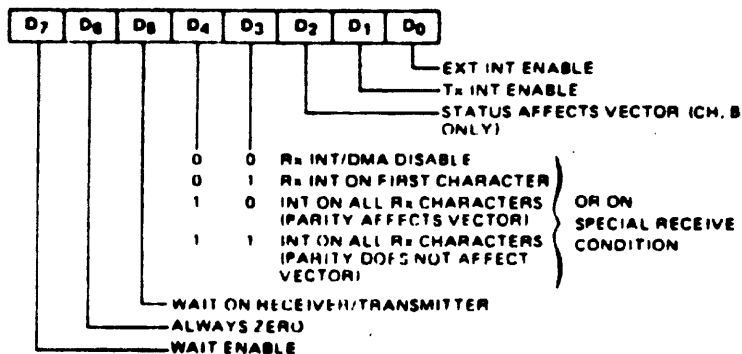 D7 D6 D5 D4 D3 D2 D1 D0
EXT INT ENABLE
Tx INT ENABLE
STATUS AFFECTS VECTOR (CH. B
ONLY)
0 0 Rx INT/DMA DISABLE
0 1 Rx INT ON FIRST CHARACTER
1 0 INT ON ALL Rx CHARACTERS
(PARITY AFFECTS VECTOR)
1 1 INT ON ALL Rx CHARACTERS
(PARITY DOES NOT AFFECT
VECTOR)
OR ON
SPECIAL RECEIVE
CONDITION
WAIT ON RECEIVER/TRANSMITTER
ALWAYS ZERO
WAIT ENABLE